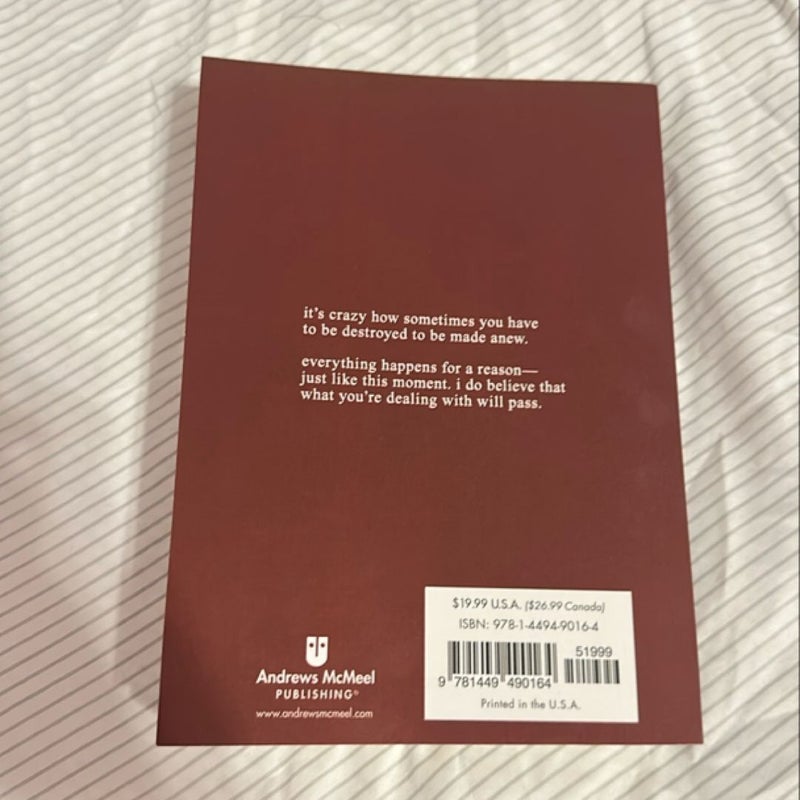 it's crazy how sometimes you have
to be destroyed to be made anew.
everything happens for a reason—
just like this moment. i do believe that
what you're dealing with will pass.
$19.99 U.S.A. ($26.99 Canada)
ISBN: 978-1-4494-9016-4
51999
9 781449 490164
Printed in the U.S.A.
Andrews McMeel
PUBLISHING®
www.andrewsmcmeel.com